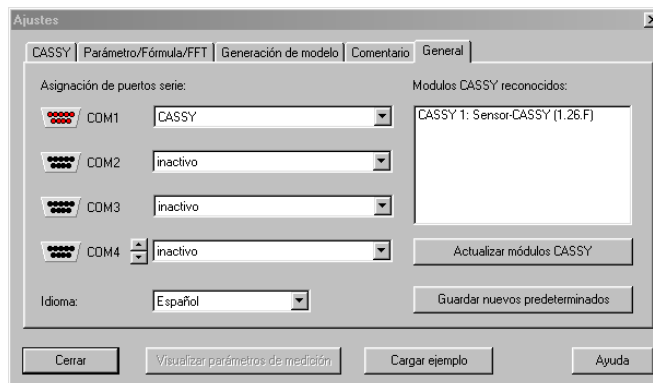 Ajustes
CASSY
Parámetro/Fórmula/FFT
Generación de modelo
Comentario
General
Asignación de puertos serie:
Modulos CASSY reconocidos:
COM1
CASSY
CASSY 1: Sensor-CASSY (1.26.F)
COM2
inactivo
COM3
inactivo
COM4
inactivo
Actualizar módulos CASSY
Idioma:
Español
Guardar nuevos predeterminados
Cerrar
Visualizar parámetros de medición
Cargar ejemplo
Ayuda